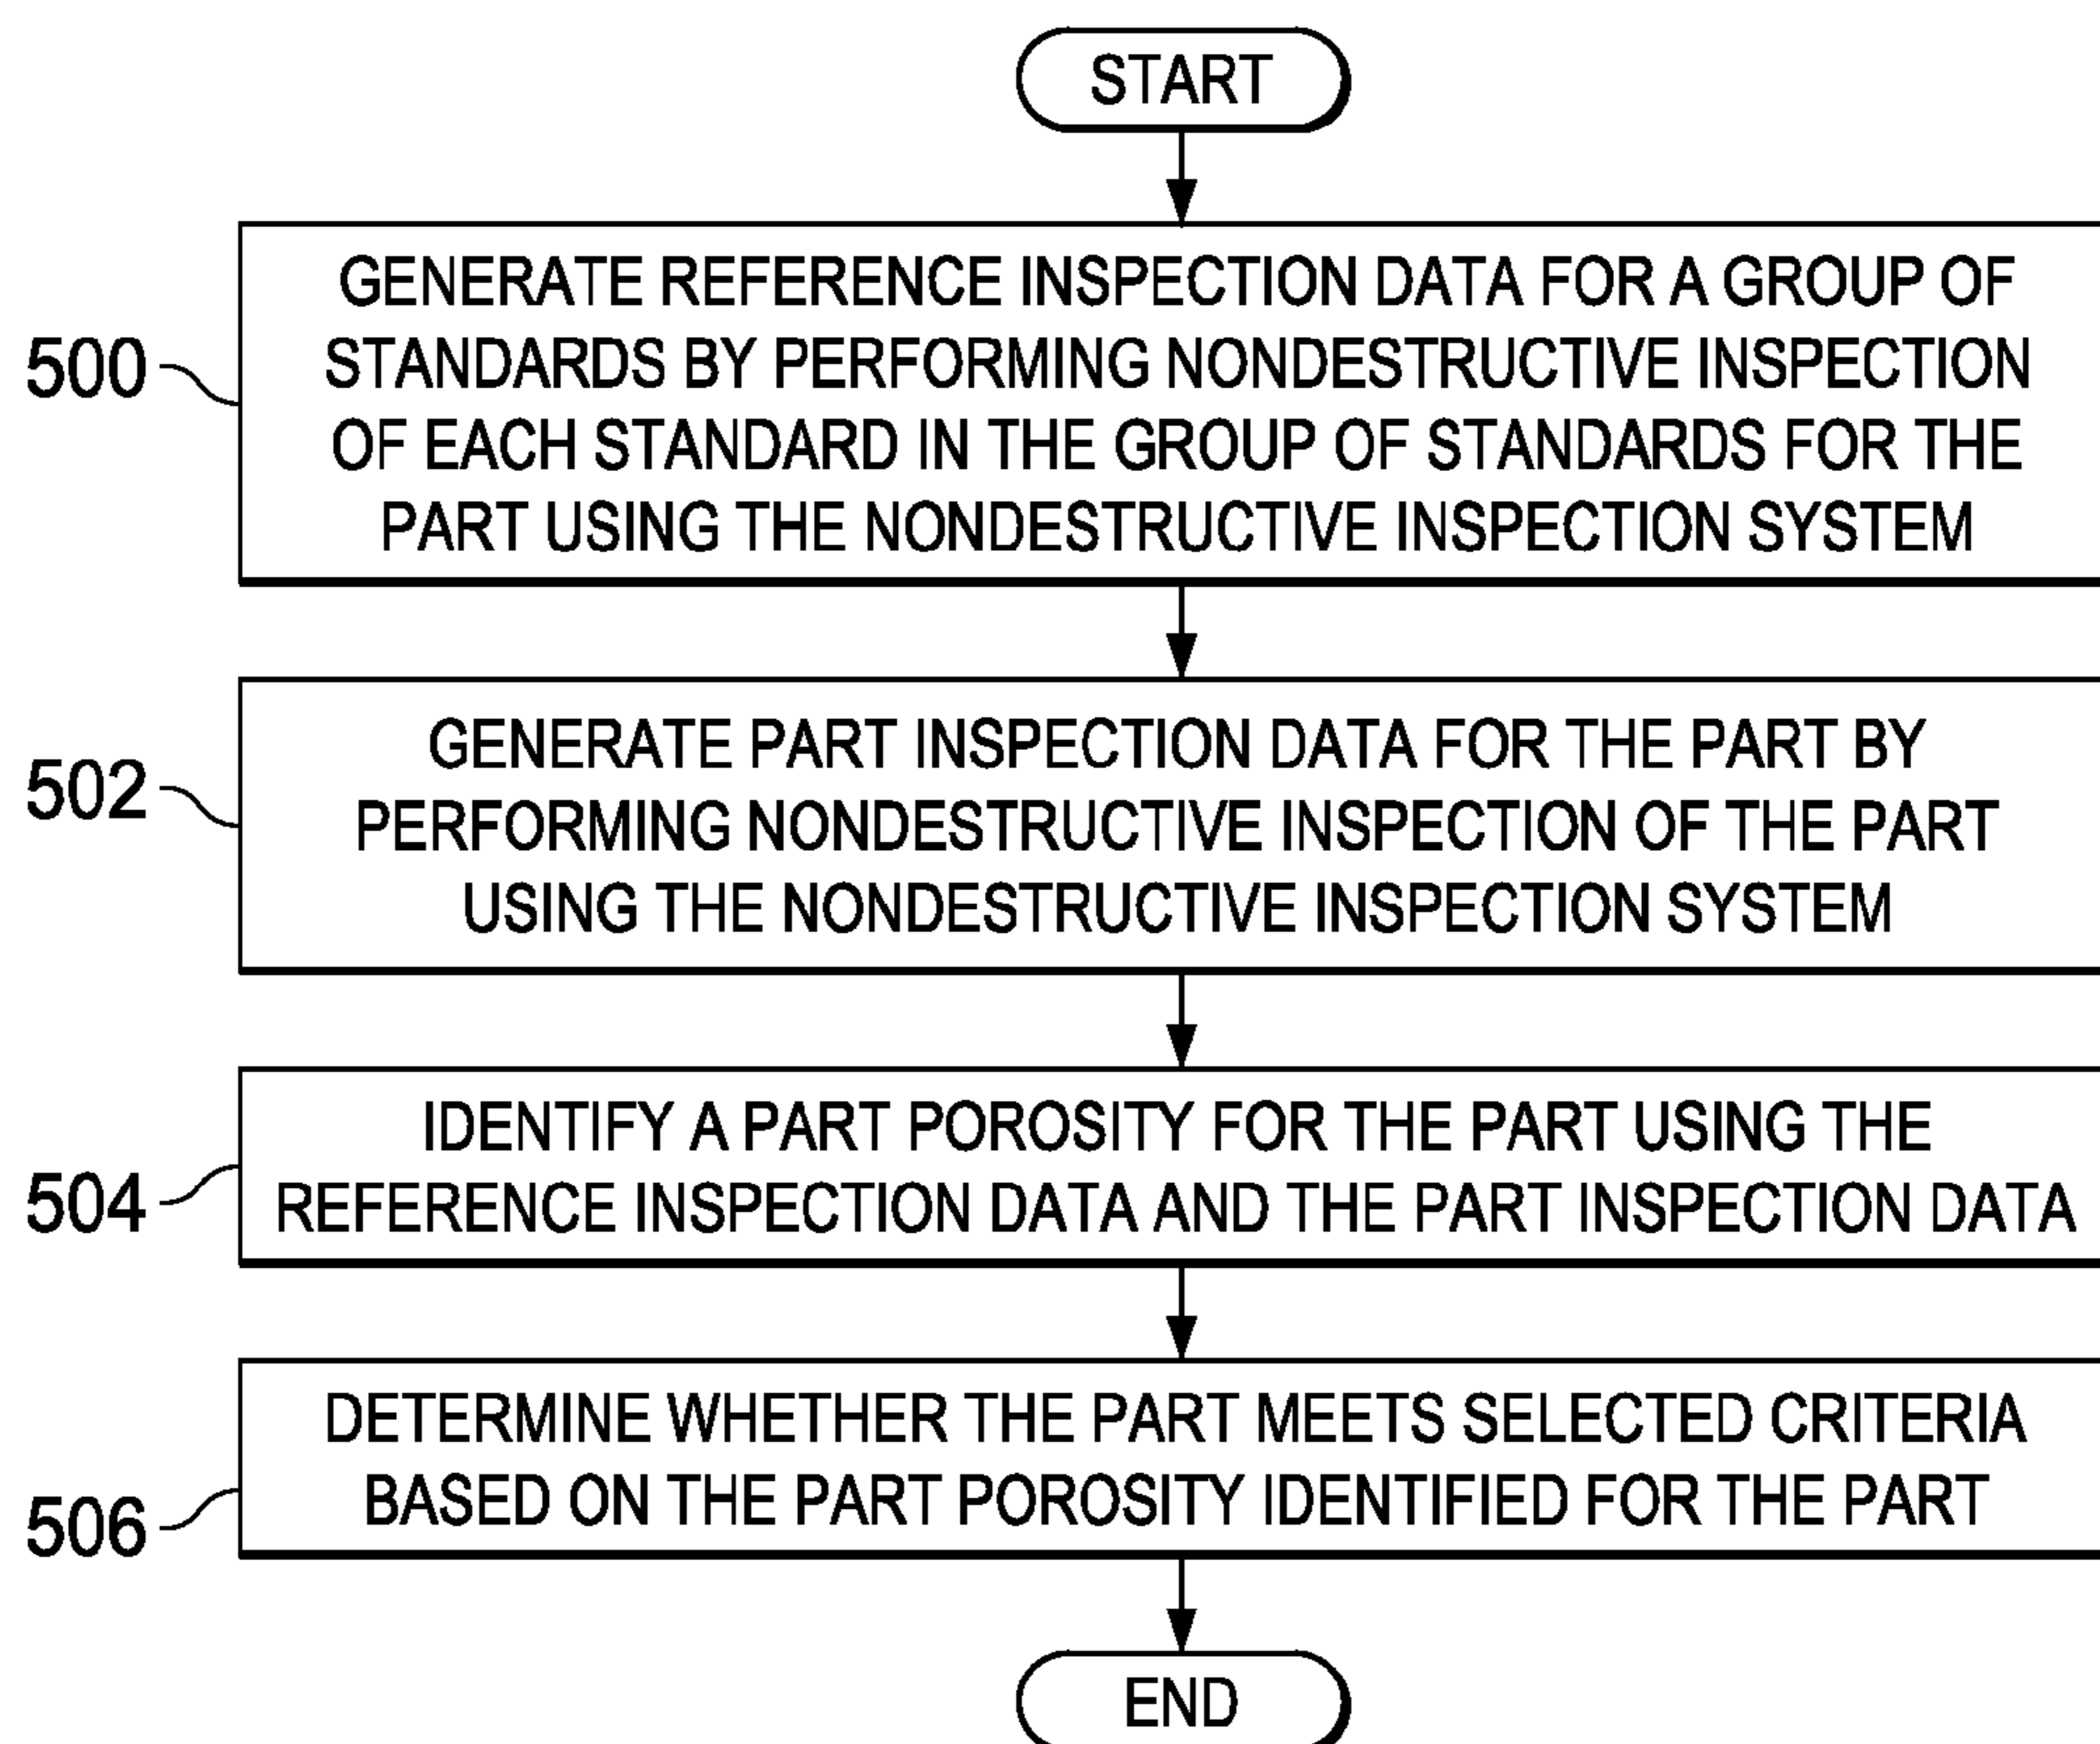 START
500
GENERATE REFERENCE INSPECTION DATA FOR A GROUP OF
STANDARDS BY PERFORMING NONDESTRUCTIVE INSPECTION
OF EACH STANDARD IN THE GROUP OF STANDARDS FOR THE
PART USING THE NONDESTRUCTIVE INSPECTION SYSTEM
502
GENERATE PART INSPECTION DATA FOR THE PART BY
PERFORMING NONDESTRUCTIVE INSPECTION OF THE PART
USING THE NONDESTRUCTIVE INSPECTION SYSTEM
504
IDENTIFY A PART POROSITY FOR THE PART USING THE
REFERENCE INSPECTION DATA AND THE PART INSPECTION DATA
506
DETERMINE WHETHER THE PART MEETS SELECTED CRITERIA
BASED ON THE PART POROSITY IDENTIFIED FOR THE PART
END